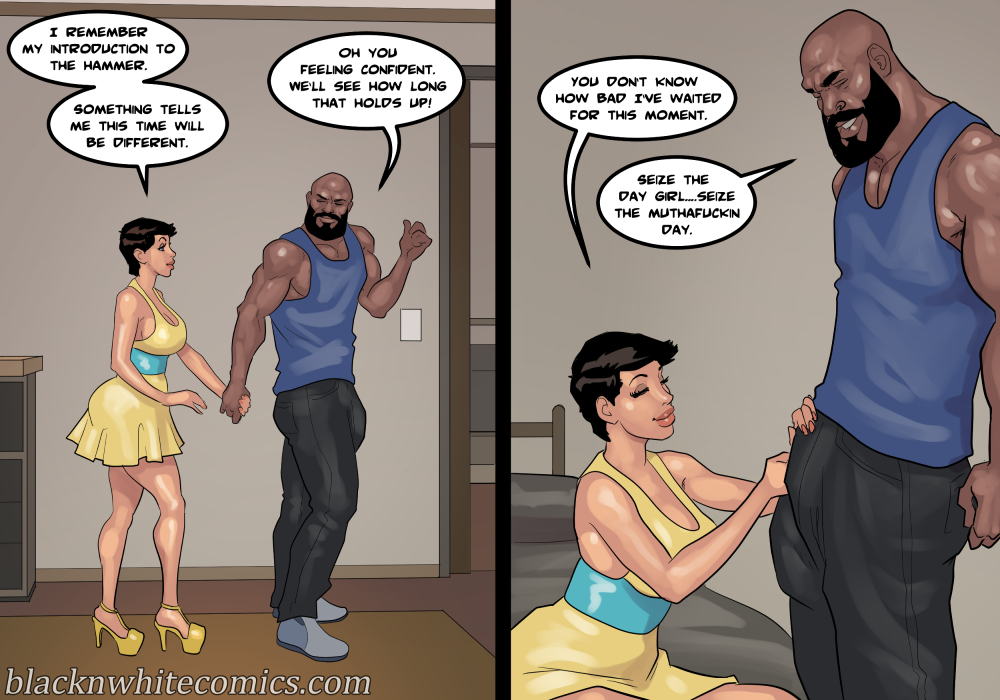 I REMEMBER
MY INTRODUCTION TO
THE HAMMER.
SOMETHING TELLS
ME THIS TIME WILL
BE DIFFERENT.
OH YOU
FEELING CONFIDENT.
WE'LL SEE HOW LONG
THAT HOLDS UP!
YOU DON'T KNOW
HOW BAD I'VE WAITED
FOR THIS MOMENT.
SEIZE THE
DAY GIRL....SEIZE
THE MUTHAFUCKIN
DAY.
blacknwhitecomics.com